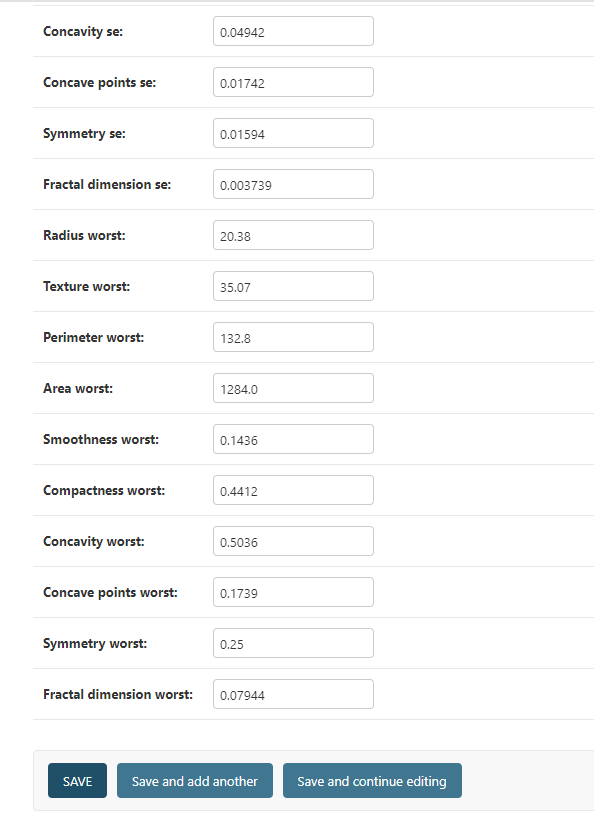 Concavity se: 0.04942
Concave points se: 0.01742
Symmetry se: 0.01594
Fractal dimension se: 0.003739
Radius worst: 20.38
Texture worst: 35.07
Perimeter worst: 132.8
Area worst: 1284.0
Smoothness worst: 0.1436
Compactness worst: 0.4412
Concavity worst: 0.5036
Concave points worst: 0.1739
Symmetry worst: 0.25
Fractal dimension worst: 0.07944
SAVE Save and add another Save and continue editing